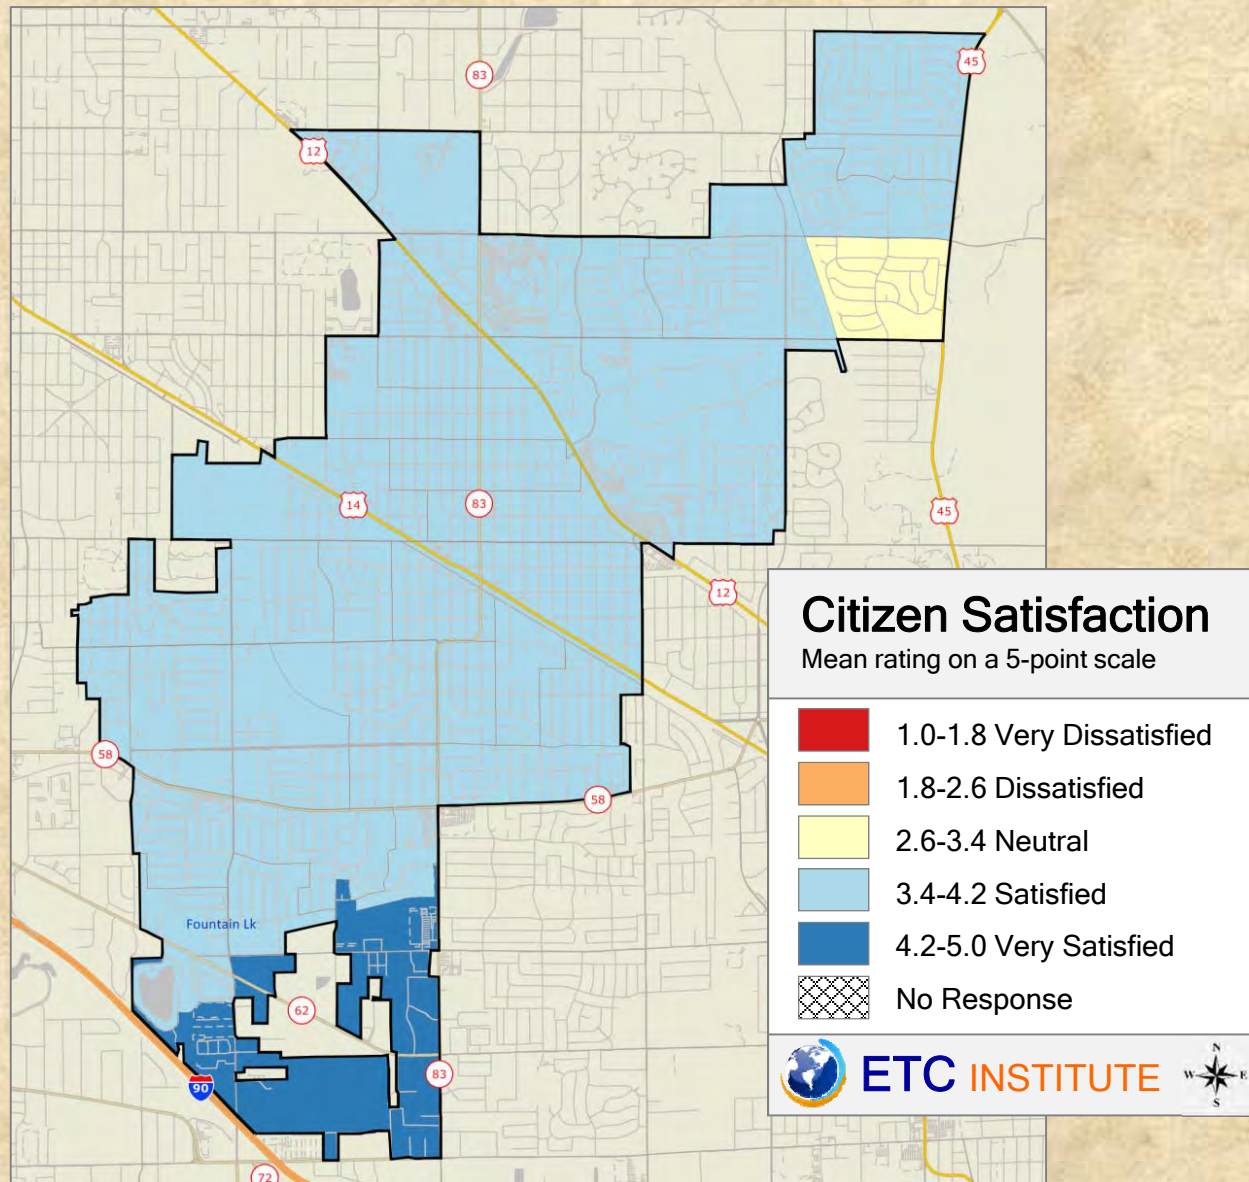 83
45
12
14
83
45
12
58
58
Fountain Lk
62
83
90
72
Citizen Satisfaction
Mean rating on a 5-point scale
1.0-1.8 Very Dissatisfied
1.8-2.6 Dissatisfied
2.6-3.4 Neutral
3.4-4.2 Satisfied
4.2-5.0 Very Satisfied
No Response
ETC INSTITUTE
N
W E
S